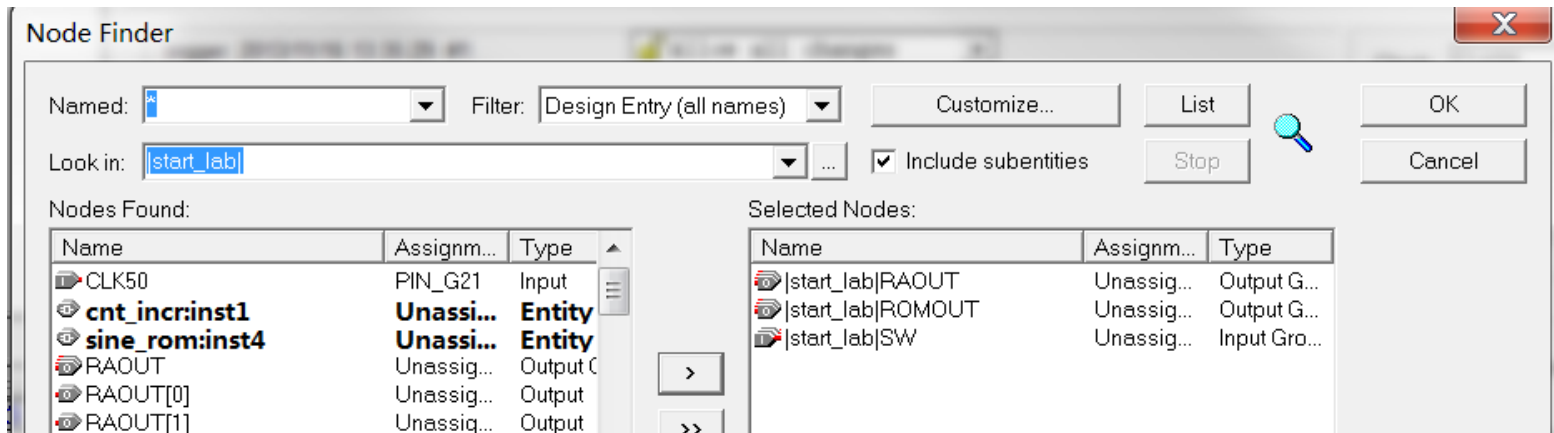 Node Finder
Named: * Filter: Design Entry (all names) Customize... List OK
Look in: |start_lab| ... Include subentities Stop Cancel
Nodes Found: Selected Nodes:
Name Assignm... Type Name Assignm... Type
CLK50 PIN_G21 Input |start_lab|RAOUT Unassig... Output G...
cnt_incr:inst1 Unassi... Entity |start_lab|ROMOUT Unassig... Output G...
sine_rom:inst4 Unassi... Entity |start_lab|SW Unassig... Input Gro...
RAOUT Unassig... Output
RAOUT[0] Unassig... Output >
RAOUT[1] Unassig... Output >>